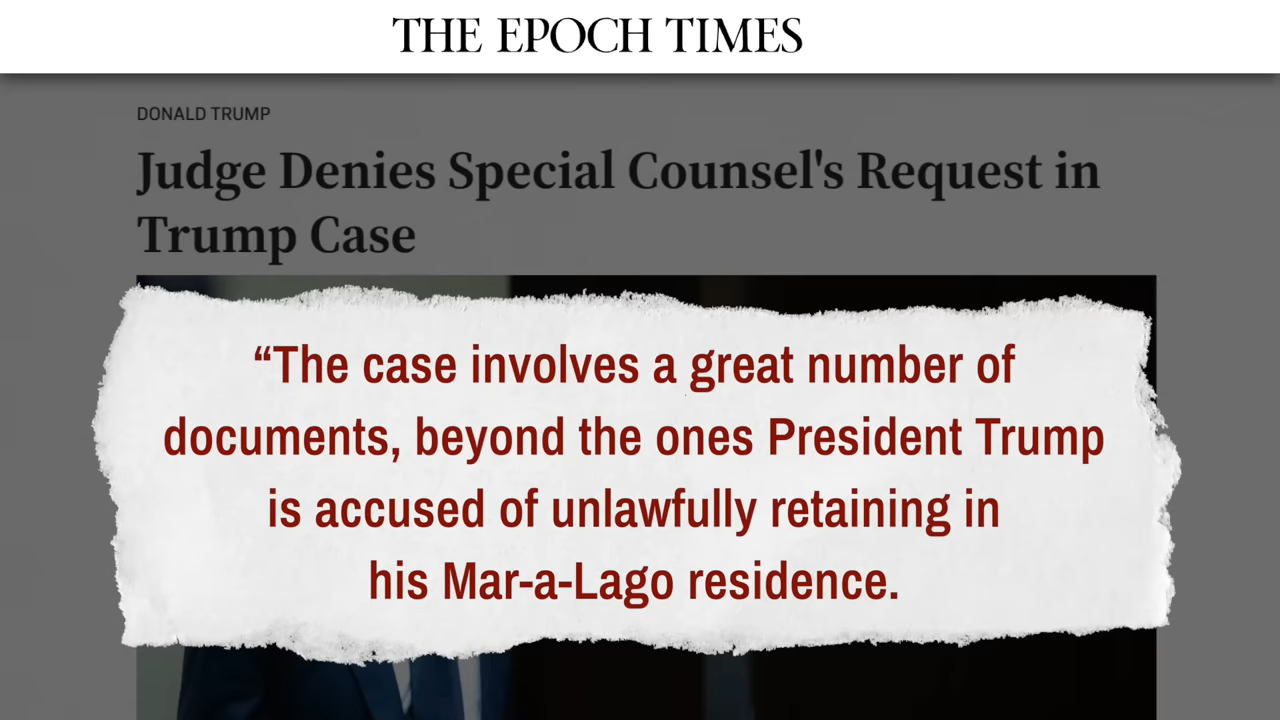 THE EPOCH TIMES
DONALD TRUMP
Judge Denies Special Counsel's Request in
Trump Case
“The case involves a great number of
documents, beyond the ones President Trump
is accused of unlawfully retaining in
his Mar-a-Lago residence.